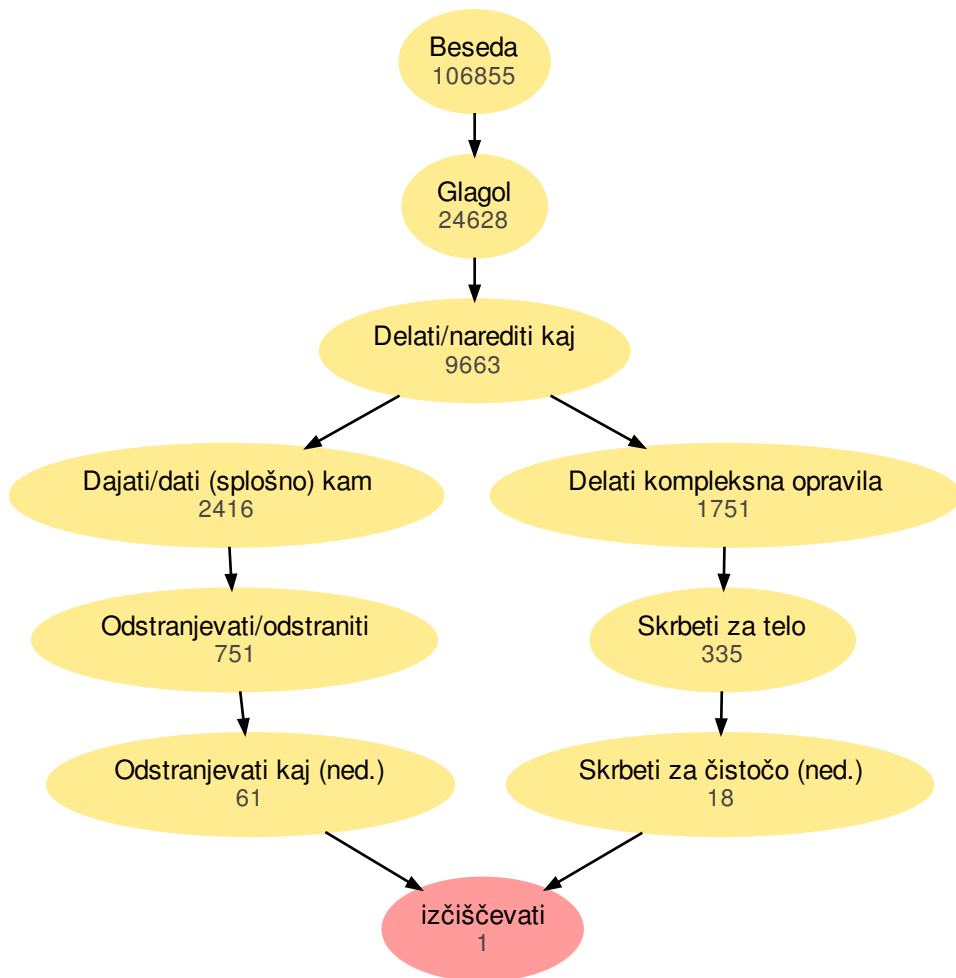 Beseda
106855
Glagol
24628
Delati/narediti kaj
9663
Dajati/dati (splošno) kam
2416
Delati kompleksna opravila
1751
Odstranjevati/odstraniti
751
Skrbeti za telo
335
Odstranjevati kaj (ned.)
61
Skrbeti za čistočo (ned.)
18
izčiščevati
1